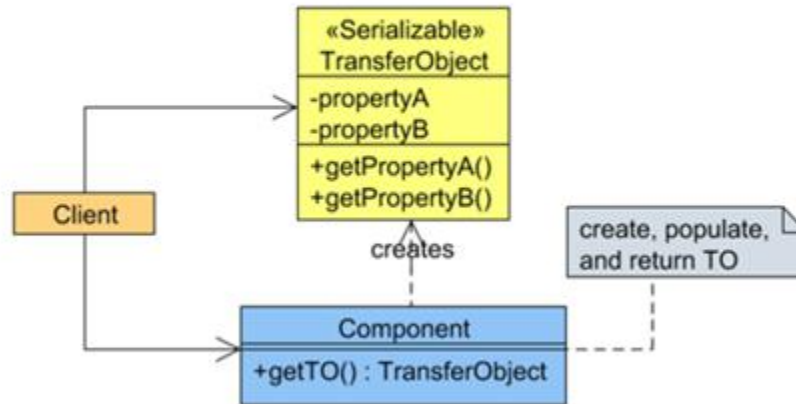 «Serializable»
TransferObject
-propertyA
-propertyB
+getPropertyA()
+getPropertyB()
Client
creates
create, populate,
and return TO
Component
+getTO() : TransferObject